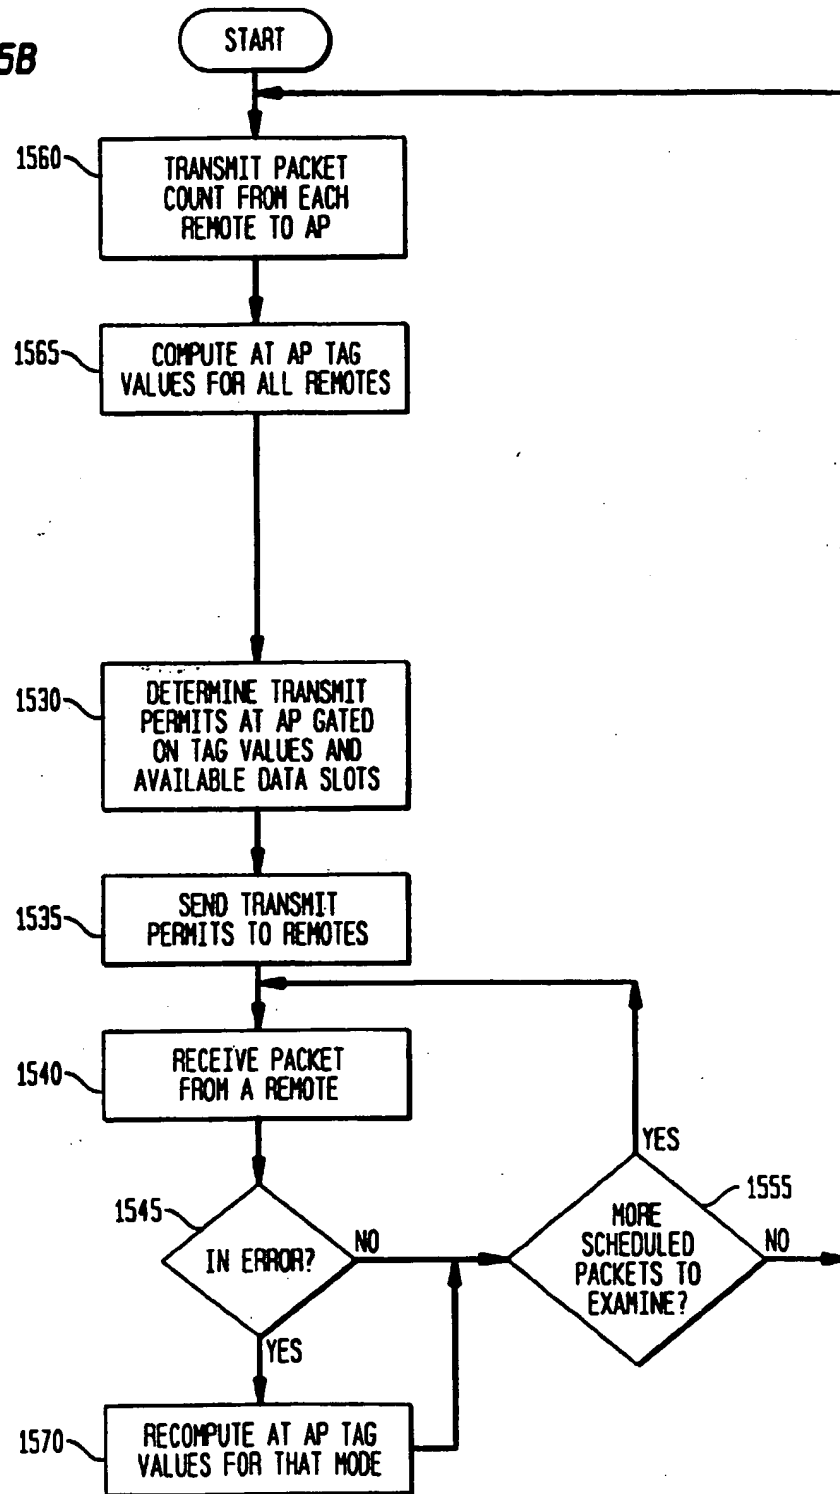 5B
START
1560
TRANSMIT PACKET
COUNT FROM EACH
REMOTE TO AP
1565
COMPUTE AT AP TAG
VALUES FOR ALL REMOTES
1530
DETERMINE TRANSMIT
PERMITS AT AP GATED
ON TAG VALUES AND
AVAILABLE DATA SLOTS
1535
SEND TRANSMIT
PERMITS TO REMOTES
1540
RECEIVE PACKET
FROM A REMOTE
YES
1555
1545
IN ERROR?
NO
MORE
SCHEDULED
PACKETS TO
EXAMINE?
NO
YES
1570
RECOMPUTE AT AP TAG
VALUES FOR THAT MODE